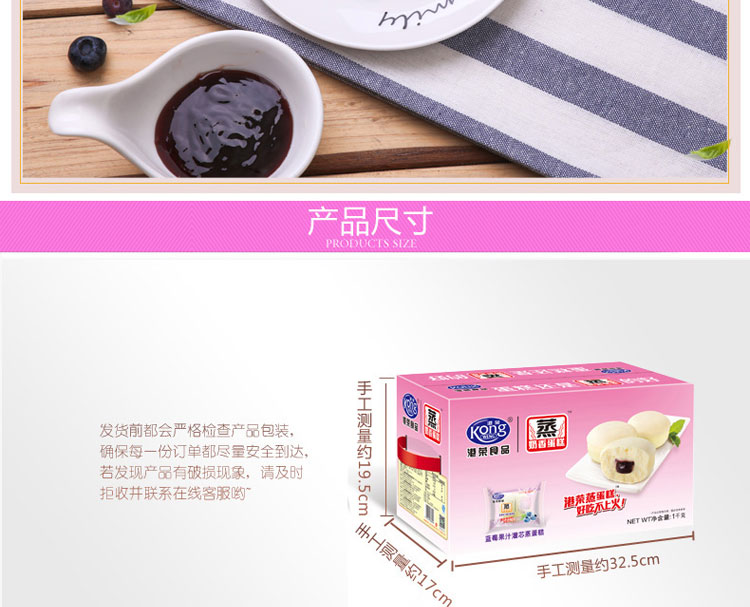 mily
产品尺寸
PRODUCTS SIZE
发货前都会严格检查产品包装,
确保每一份订单都尽量安全到达,
若发现产品有破损现象,请及时
拒收并联系在线客服哟~
手工测量约19.5cm
手工测量约17cm
手工测量约32.5cm
港荣
Kong
WENG
®
港荣食品
蒸
奶香蛋糕
蓝莓果汁灌芯蒸蛋糕
港荣蒸蛋糕
好吃不上火!
NET WT净含量:1千克